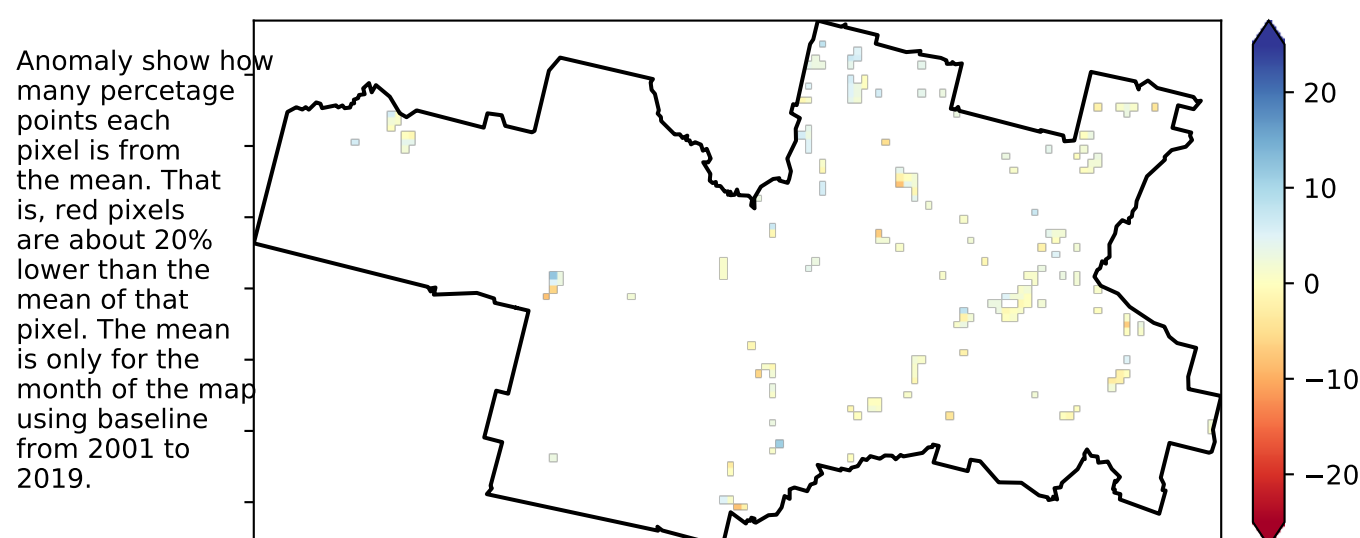 Anomaly show how
many percetage
points each
pixel is from
the mean. That
is, red pixels
are about 20%
lower than the
mean of that
pixel. The mean
is only for the
month of the map
using baseline
from 2001 to
2019.
20
10
0
−10
−20